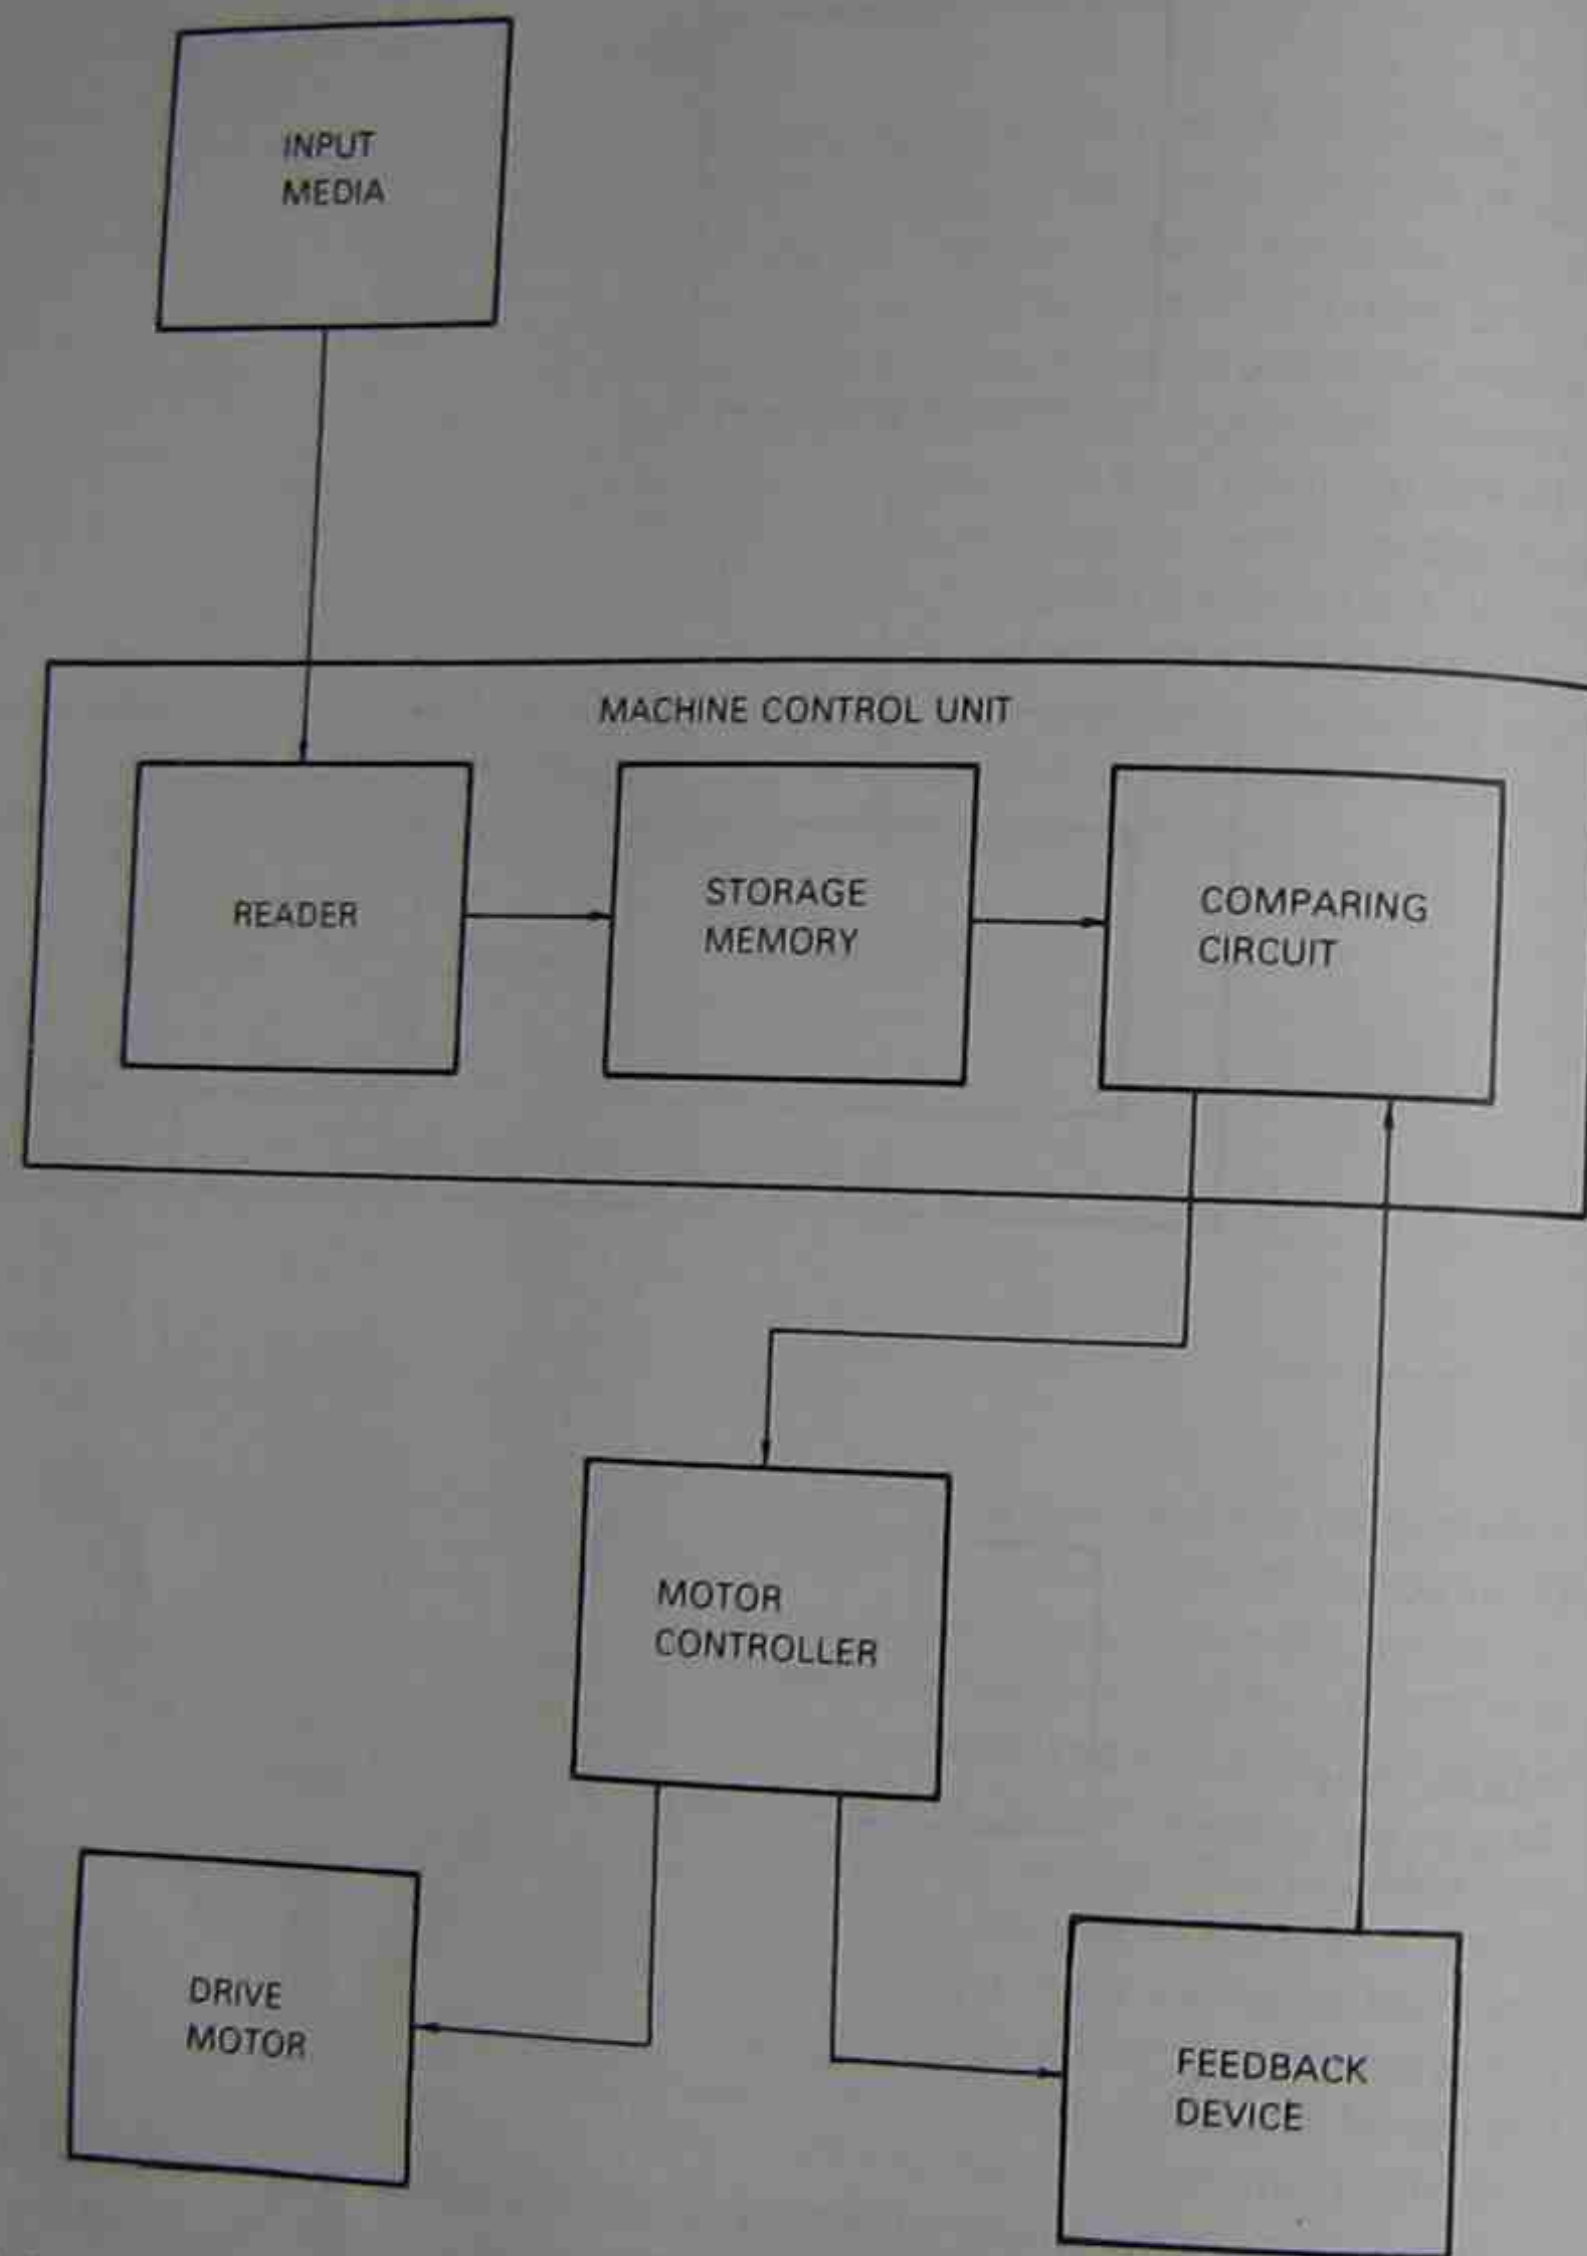 INPUT
MEDIA
MACHINE CONTROL UNIT
READER
STORAGE
MEMORY
COMPARING
CIRCUIT
MOTOR
CONTROLLER
DRIVE
MOTOR
FEEDBACK
DEVICE